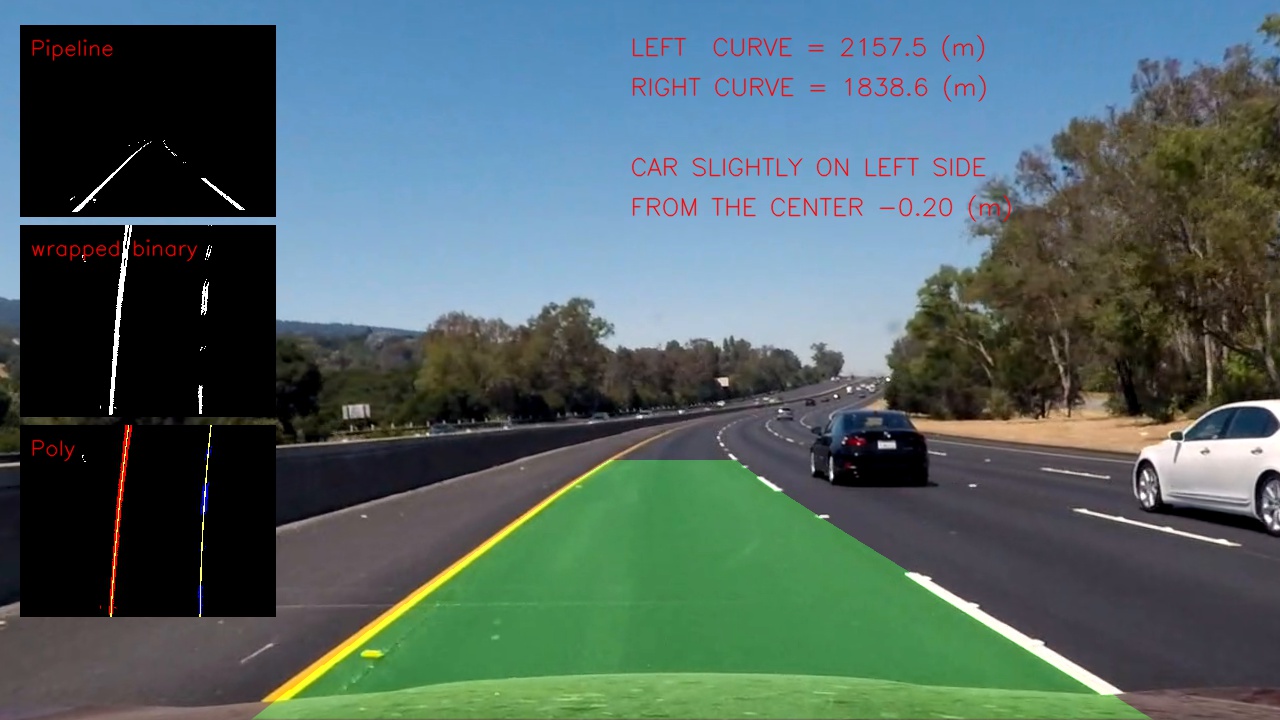 Pipeline
wrapped binary
Poly
LEFT CURVE = 2157.5 (m)
RIGHT CURVE = 1838.6 (m)
CAR SLIGHTLY ON LEFT SIDE
FROM THE CENTER −0.20 (m)